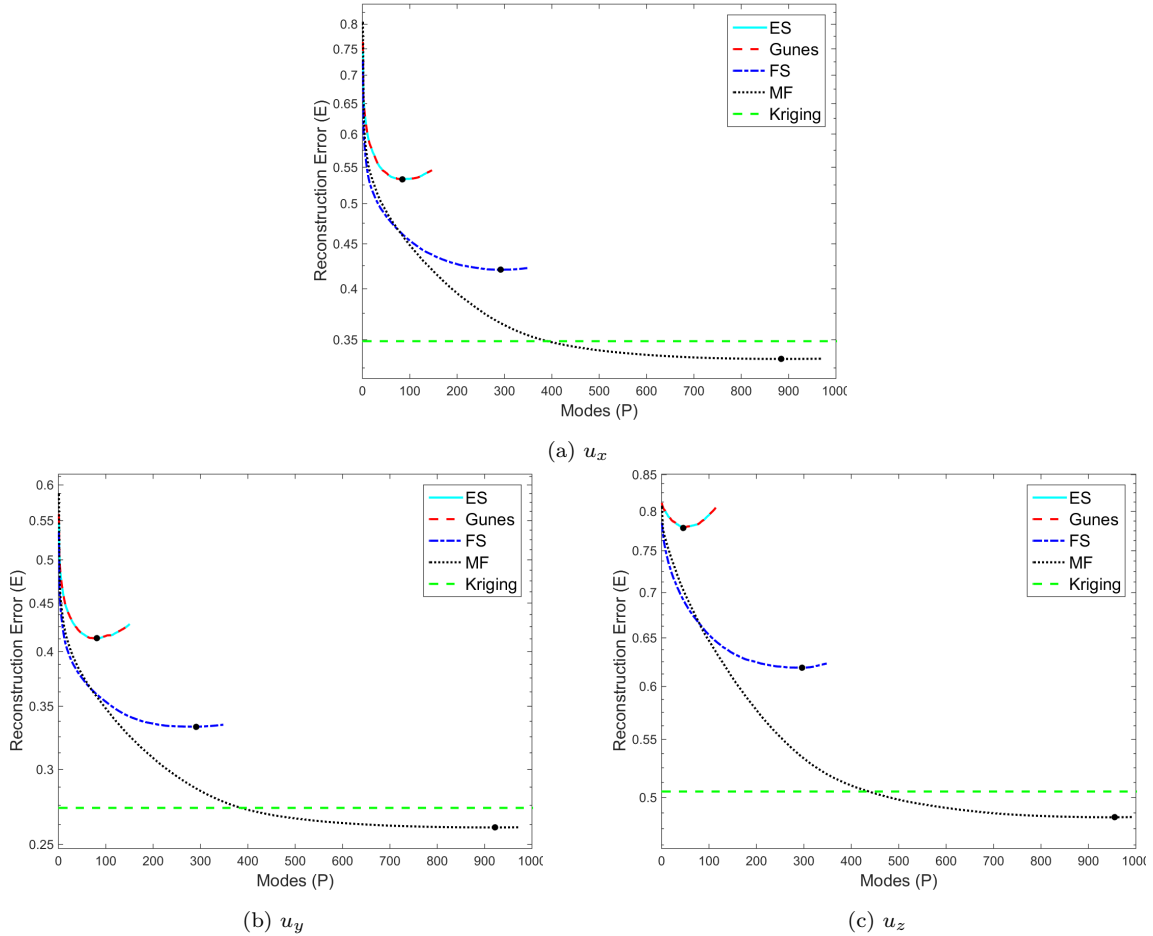 Reconstruction Error (E)
0.8
0.75
0.7
0.65
0.6
0.55
0.5
0.45
0.4
0.35
ES
Gunes
FS
MF
Kriging
0 100 200 300 400 500 600 700 800 900 1000
Modes (P)
(a) u_x
Reconstruction Error (E)
0.6
0.55
0.5
0.45
0.4
0.35
0.3
0.25
ES
Gunes
FS
MF
Kriging
0 100 200 300 400 500 600 700 800 900 1000
Modes (P)
(b) u_y
Reconstruction Error (E)
0.85
0.8
0.75
0.7
0.65
0.6
0.55
0.5
ES
Gunes
FS
MF
Kriging
0 100 200 300 400 500 600 700 800 900 1000
Modes (P)
(c) u_z